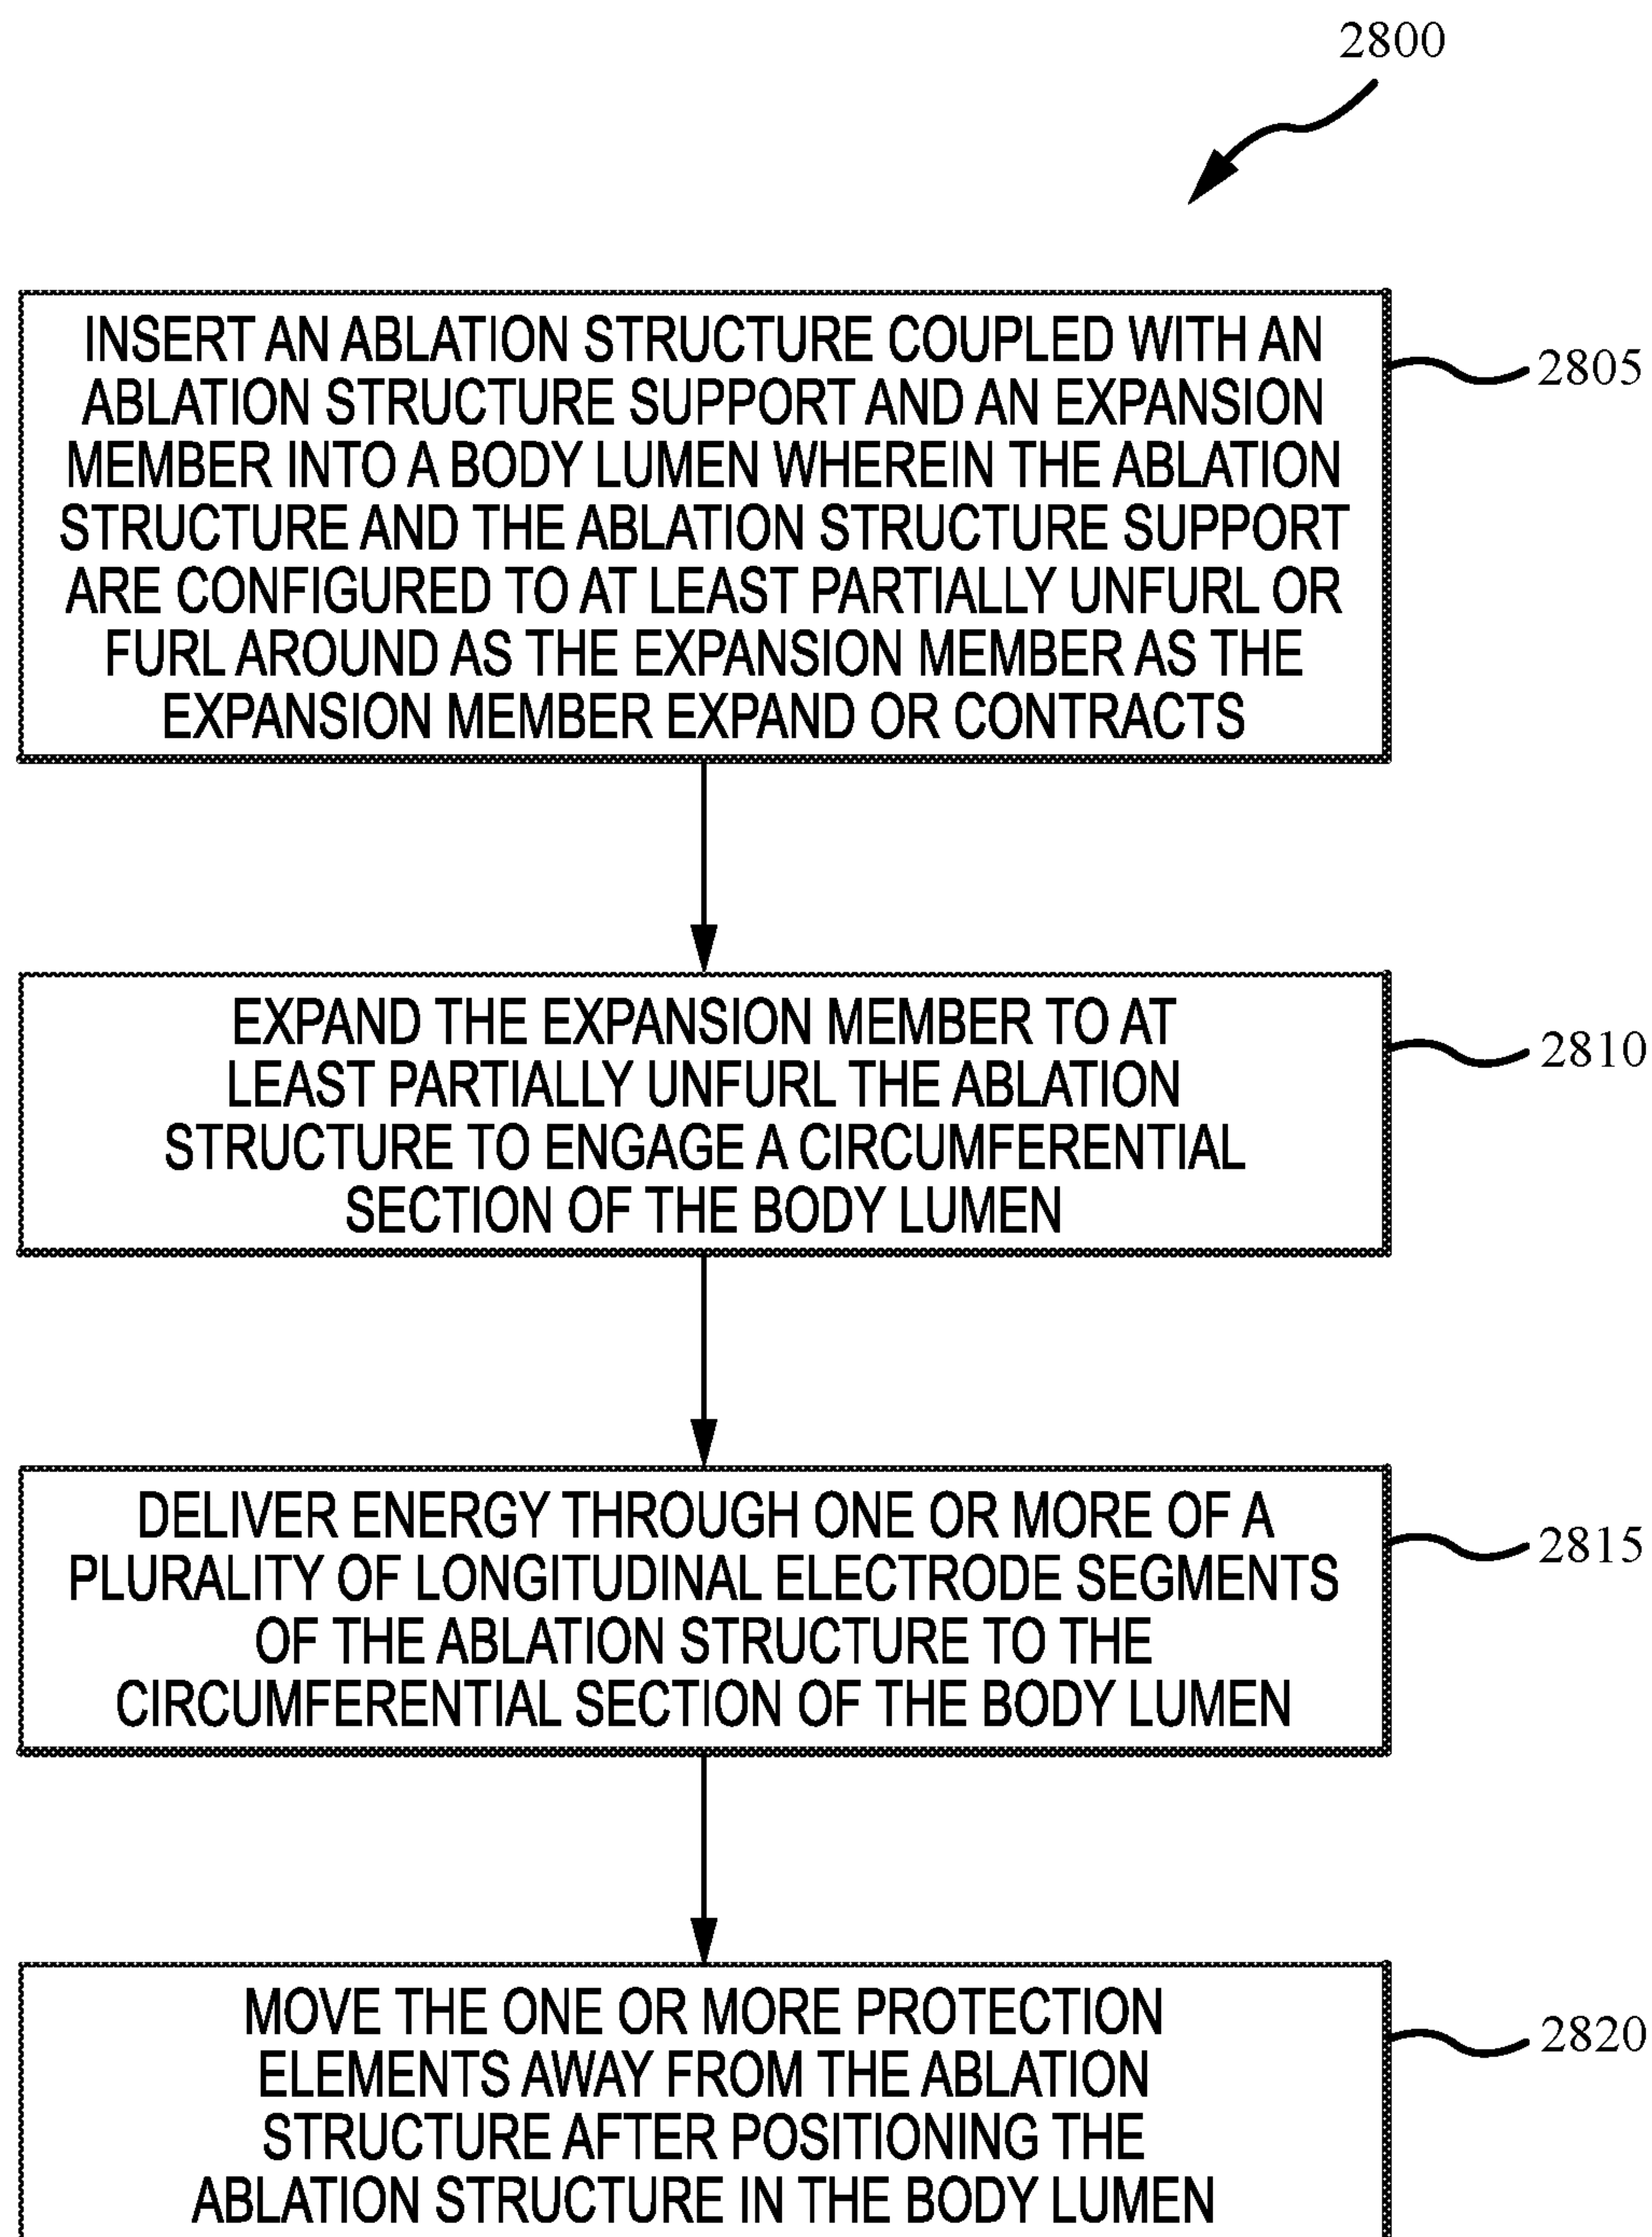 2800
INSERT AN ABLATION STRUCTURE COUPLED WITH AN
ABLATION STRUCTURE SUPPORT AND AN EXPANSION
MEMBER INTO A BODY LUMEN WHEREIN THE ABLATION
STRUCTURE AND THE ABLATION STRUCTURE SUPPORT
ARE CONFIGURED TO AT LEAST PARTIALLY UNFURL OR
FURL AROUND AS THE EXPANSION MEMBER AS THE
EXPANSION MEMBER EXPAND OR CONTRACTS
2805
EXPAND THE EXPANSION MEMBER TO AT
LEAST PARTIALLY UNFURL THE ABLATION
STRUCTURE TO ENGAGE A CIRCUMFERENTIAL
SECTION OF THE BODY LUMEN
2810
DELIVER ENERGY THROUGH ONE OR MORE OF A
PLURALITY OF LONGITUDINAL ELECTRODE SEGMENTS
OF THE ABLATION STRUCTURE TO THE
CIRCUMFERENTIAL SECTION OF THE BODY LUMEN
2815
MOVE THE ONE OR MORE PROTECTION
ELEMENTS AWAY FROM THE ABLATION
STRUCTURE AFTER POSITIONING THE
ABLATION STRUCTURE IN THE BODY LUMEN
2820